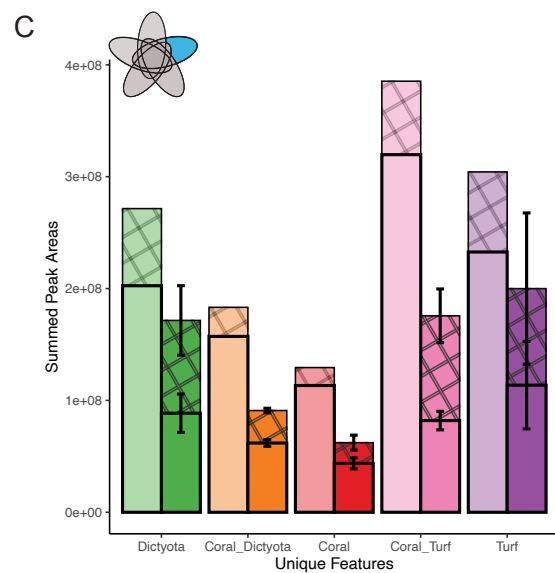 C
Summed Peak Areas
4e+08
3e+08
2e+08
1e+08
0e+00
Dictyota Coral_Dictyota Coral Coral_Turf Turf
Unique Features